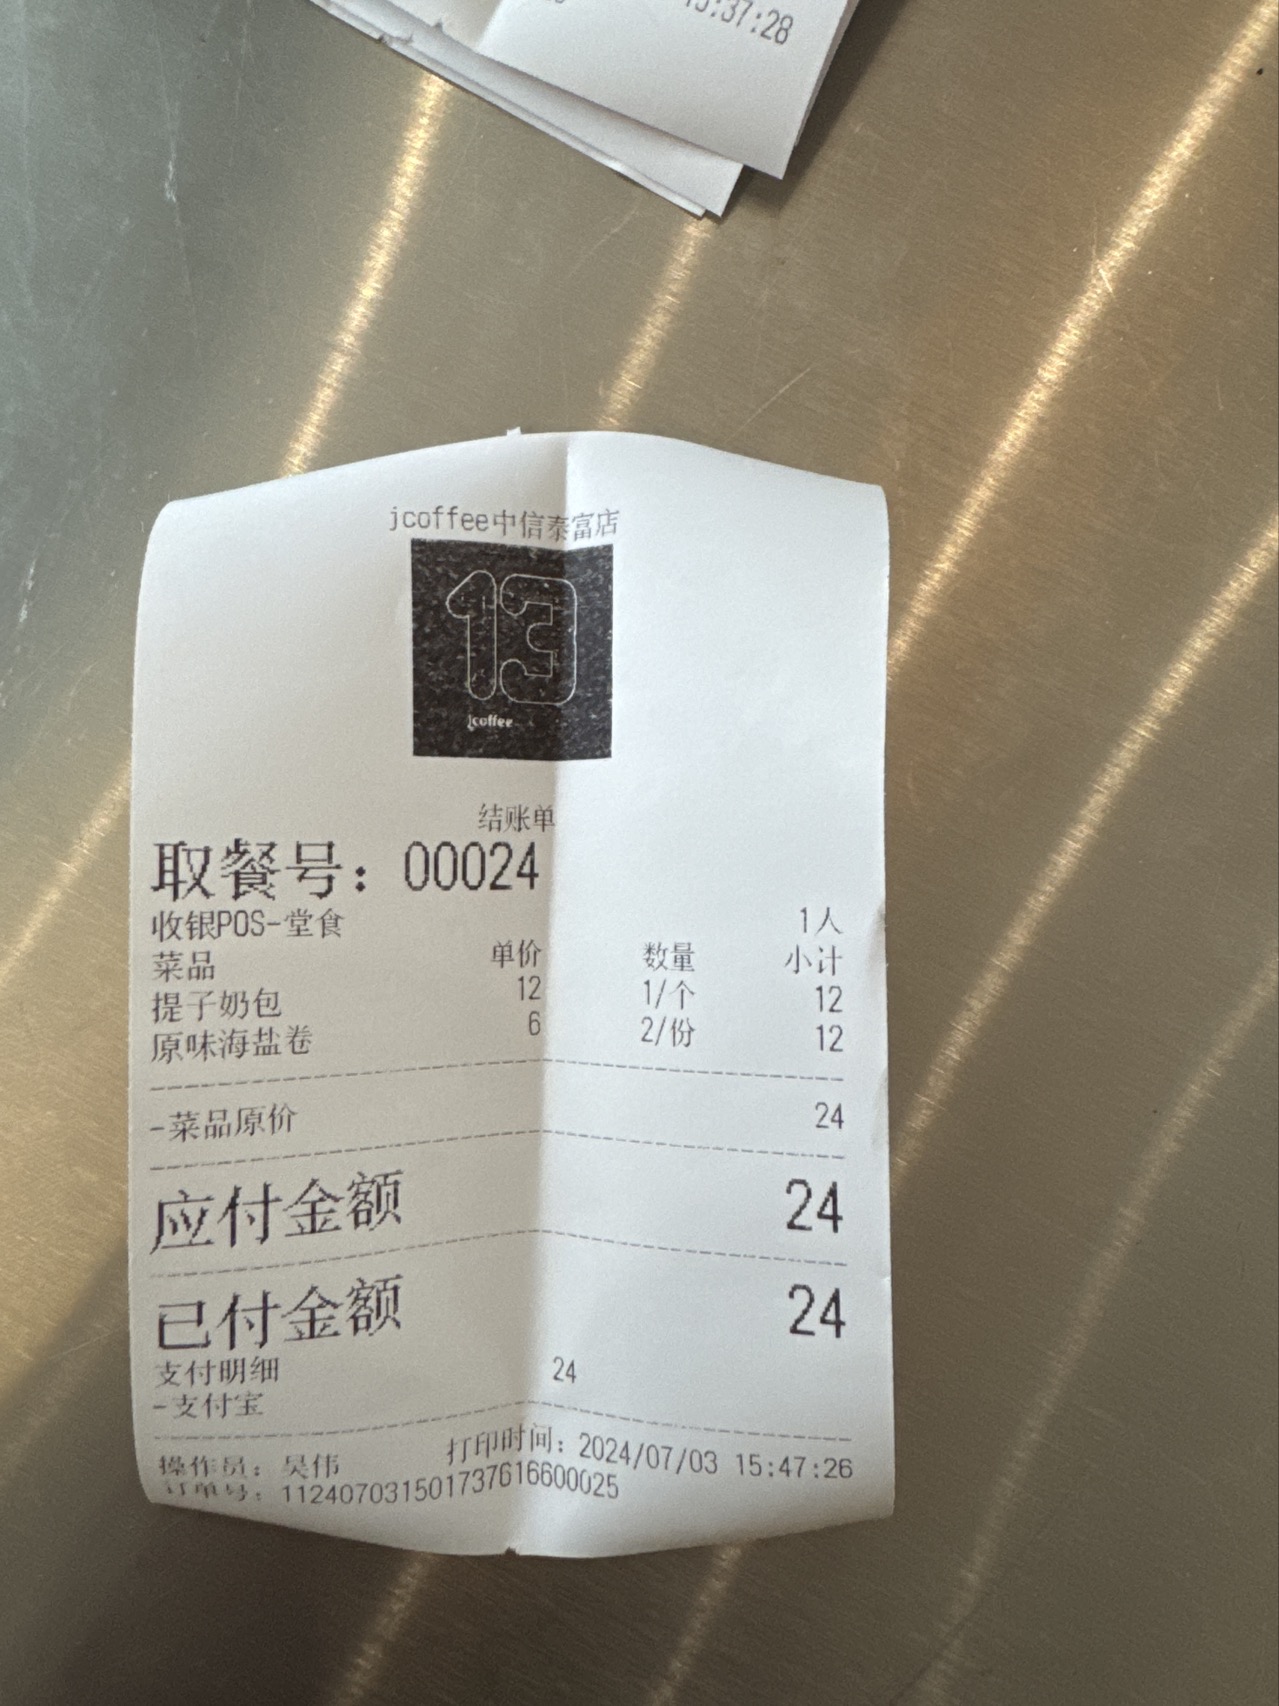 :37:28
jcoffee中信泰富店
13
jcoffee
结账单
取餐号：00024
收银POS-堂食 1人
菜品 单价 数量 小计
提子奶包 12 1/个 12
原味海盐卷 6 2/份 12
-菜品原价 24
应付金额 24
已付金额 24
支付明细 24
-支付宝
操作员：吴伟 打印时间：2024/07/03 15:47:26
订单号：112407031501737616600025